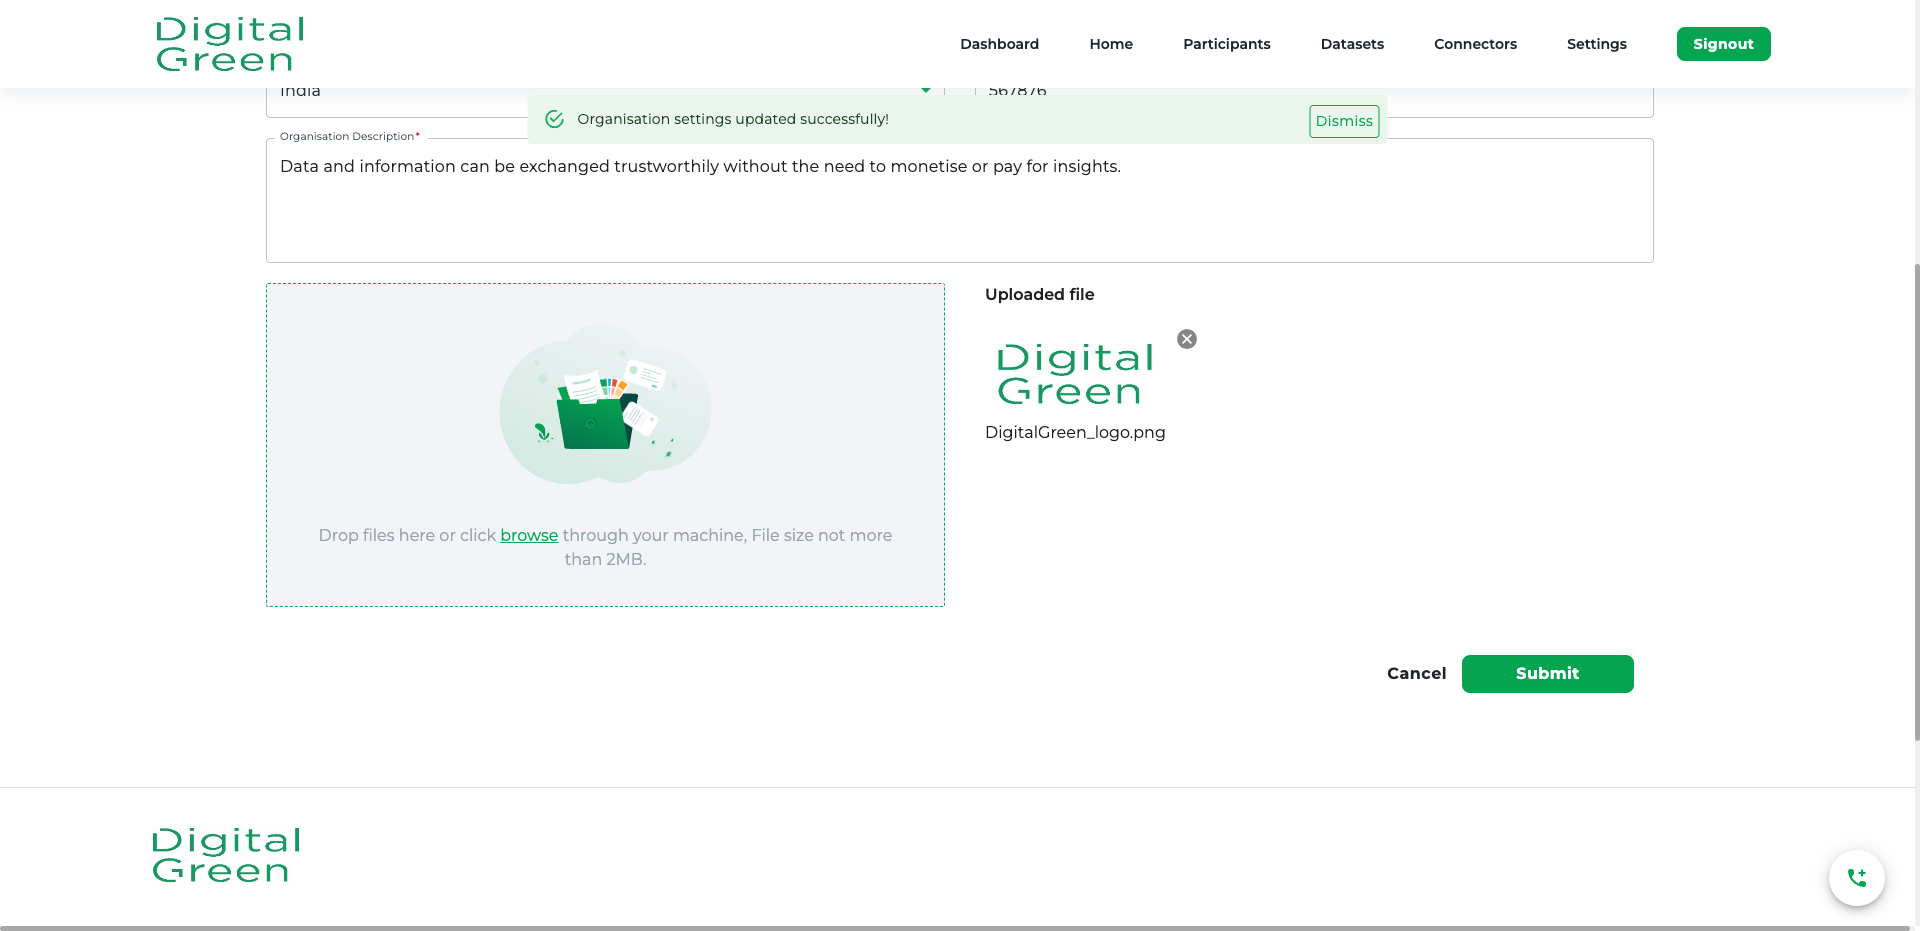 Digital
Green
Dashboard
Home
Participants
Datasets
Connectors
Settings
Signout
India
567876
Organisation settings updated successfully!
Dismiss
Organisation Description*
Data and information can be exchanged trustworthily without the need to monetise or pay for insights.
Uploaded file
Digital
Green
DigitalGreen_logo.png
Drop files here or click browse through your machine, File size not more
than 2MB.
Cancel
Submit
Digital
Green